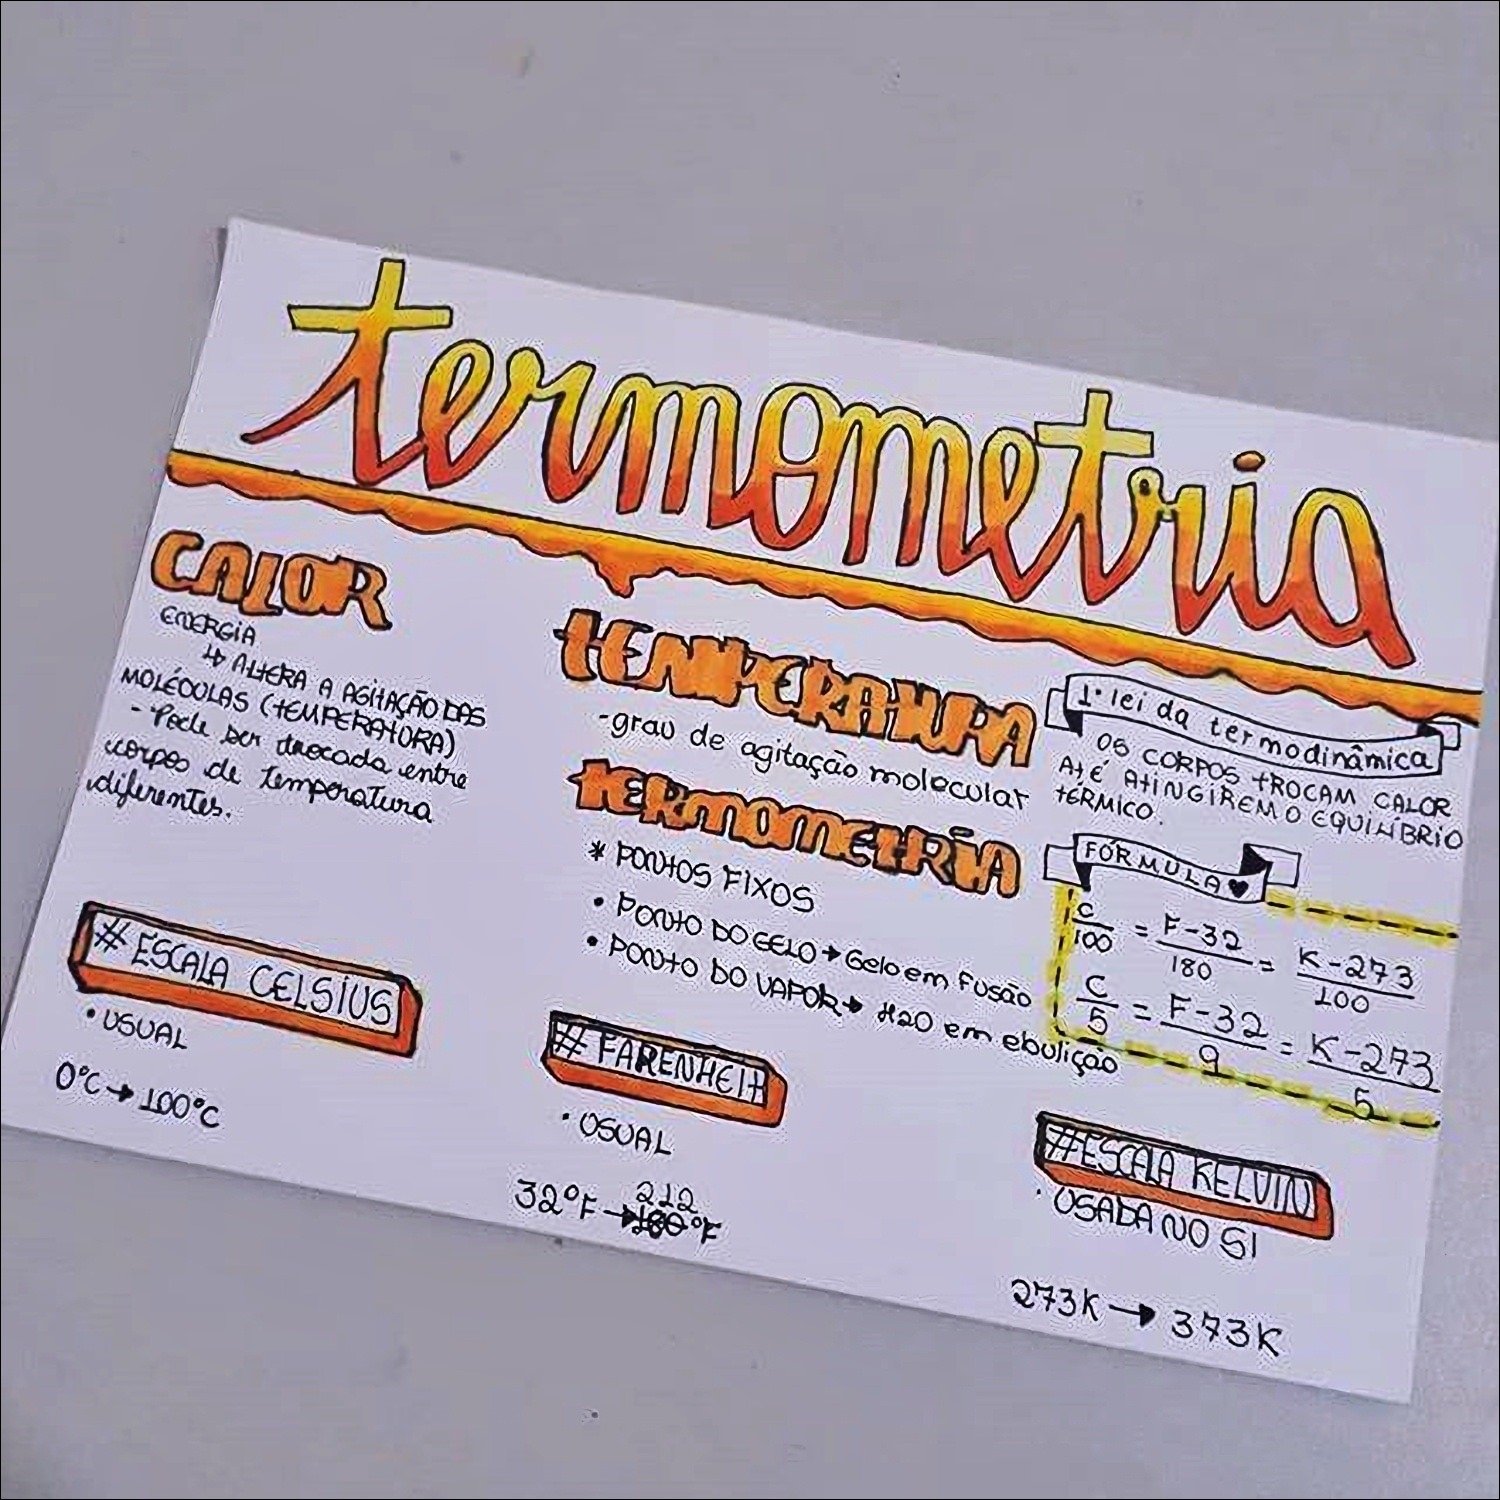 termometria
CALOR
ENERGIA
↳ ALTERA A AGITAÇÃO DAS
MOLÉCULAS (TEMPERATURA)
- Pode ser trocada entre
corpos de temperatura
diferentes.
TEMPERATURA
- grau de agitação molecular
TERMOMETRIA
* PONTOS FIXOS
• PONTO DO GELO → Gelo em Fusão
• PONTO DO VAPOR → H2O em ebulição
1ª lei da termodinâmica
OS CORPOS TROCAM CALOR
ATÉ ATINGIREM O EQUILÍBRIO
TÉRMICO.
FÓRMULA ♥
C/100 = F-32/180 = K-273/100
C/5 = F-32/9 = K-273/5
# ESCALA CELSIUS
• USUAL
0°C → 100°C
# FARENHEIT
• USUAL
212
32°F → 180°F
#ESCALA KELVIN
• USADA NO SI
273K → 373K